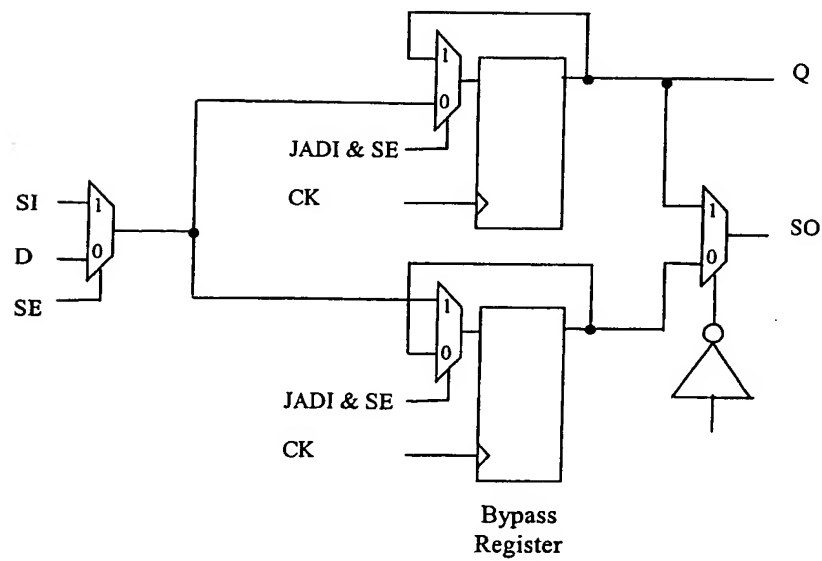 1
Q
0
JADI & SE
CK
SI
1
1
SO
D
0
0
SE
1
0
JADI & SE
CK
Bypass
Register